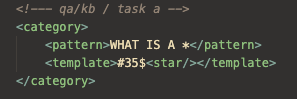 <!--- qa/kb / task a -->
<category>
<pattern>WHAT IS A *</pattern>
<template>#35$<star/></template>
</category>